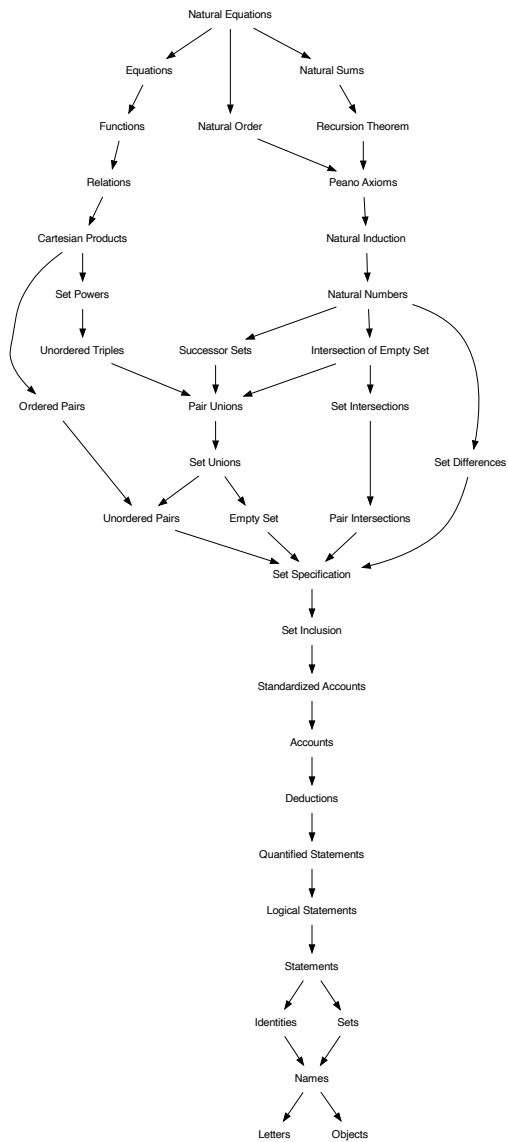 Natural Equations
Equations
Natural Sums
Functions
Natural Order
Recursion Theorem
Relations
Peano Axioms
Cartesian Products
Natural Induction
Set Powers
Natural Numbers
Unordered Triples
Successor Sets
Intersection of Empty Set
Ordered Pairs
Pair Unions
Set Intersections
Set Unions
Set Differences
Unordered Pairs
Empty Set
Pair Intersections
Set Specification
Set Inclusion
Standardized Accounts
Accounts
Deductions
Quantified Statements
Logical Statements
Statements
Identities
Sets
Names
Letters
Objects